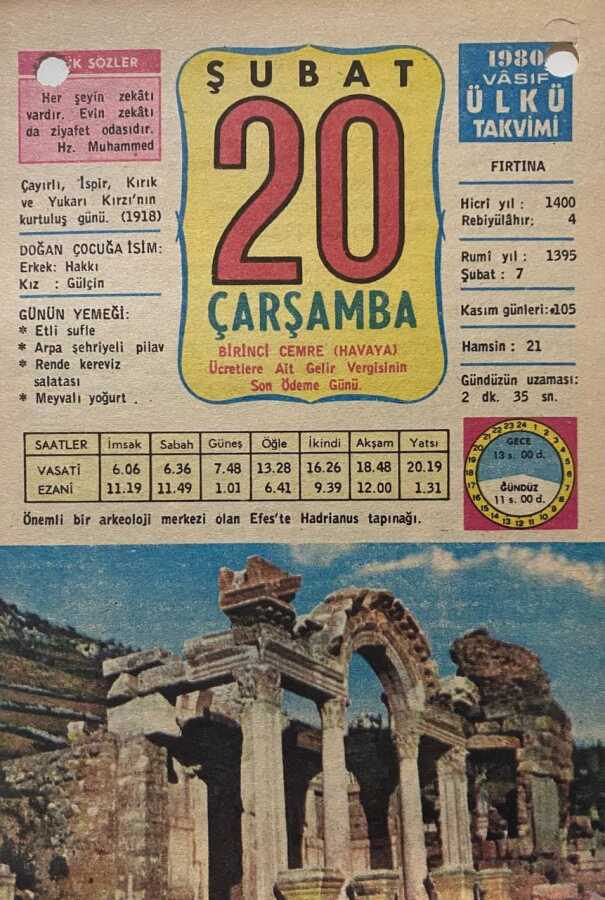 K SÖZLER
Her şeyin zekâtı
vardır. Evin zekâtı
da ziyafet odasıdır.
Hz. Muhammed
Çayırlı, İspir, Kırık
ve Yukarı Kırzı'nın
kurtuluş günü. (1918)
DOĞAN ÇOCUĞA İSİM:
Erkek: Hakkı
Kız : Gülçin
GÜNÜN YEMEĞİ:
* Etli sufle
* Arpa şehriyeli pilav
* Rende kereviz
salatası
* Meyvalı yoğurt
ŞUBAT
20
ÇARŞAMBA
BİRİNCİ CEMRE (HAVAYA)
Ücretlere Ait Gelir Vergisinin
Son Ödeme Günü.
1980
VÂSIF
ÜLKÜ
TAKVİMİ
FIRTINA
Hicrî yıl : 1400
Rebiyülâhır: 4
Rumî yıl : 1395
Şubat : 7
Kasım günleri: 105
Hamsin : 21
Gündüzün uzaması:
2 dk. 35 sn.
SAATLER İmsak Sabah Güneş Öğle İkindi Akşam Yatsı
VASATİ 6.06 6.36 7.48 13.28 16.26 18.48 20.19
EZANİ 11.19 11.49 1.01 6.41 9.39 12.00 1.31
GECE
13 s. 00 d.
GÜNDÜZ
11 s. 00 d.
Önemli bir arkeoloji merkezi olan Efes'te Hadrianus tapınağı.